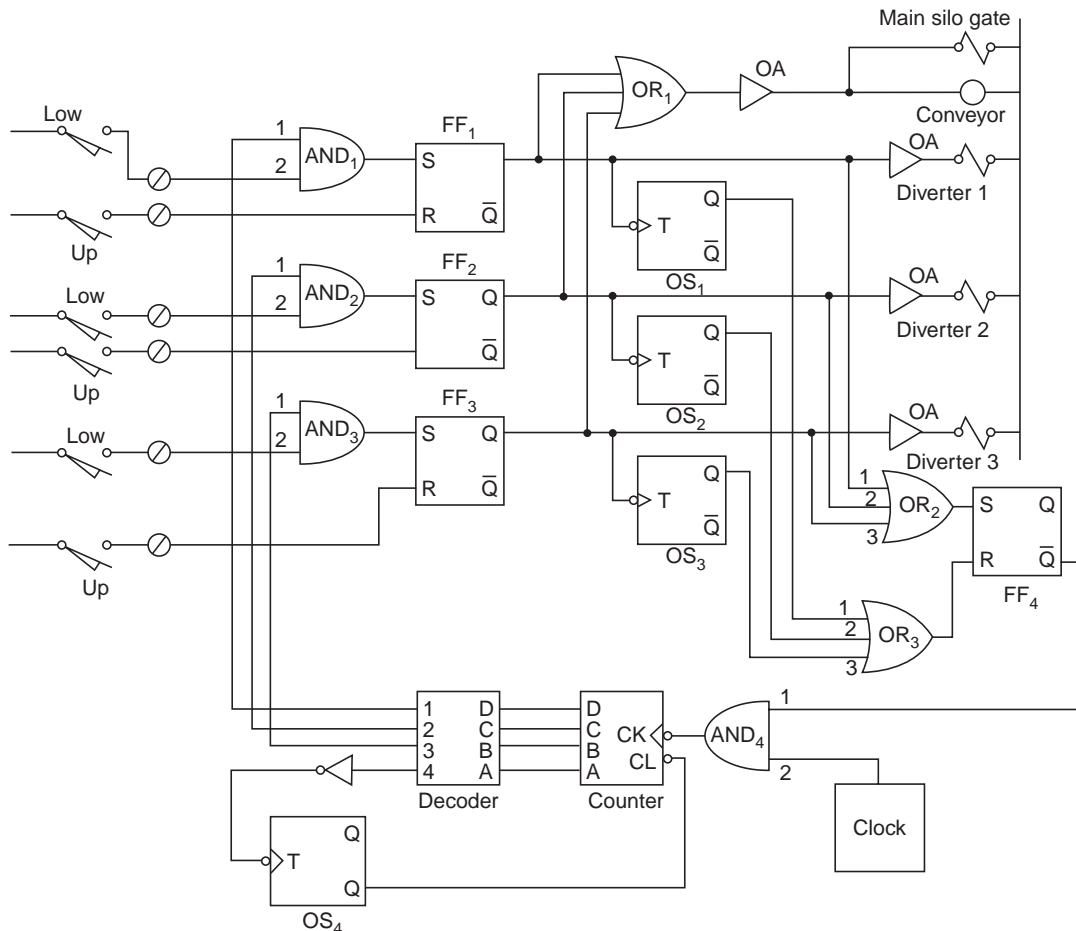 Main silo gate
OA
OR1
Conveyor
Low
1
2
AND1
FF1
S
R
Q̅
OA
Diverter 1
Q
T
Q̅
OS1
Up
FF2
1
2
AND2
S
Q
Q̅
OA
Diverter 2
Low
Up
Q
T
Q̅
OS2
FF3
1
2
AND3
S
Q
R
Q̅
OA
Diverter 3
Low
Up
Q
T
Q̅
OS3
1
2
3
OR2
S
Q
R
Q̅
FF4
1
2
3
OR3
1
2
3
4
D
C
B
A
Decoder
D
C
B
A
CK
CL
Counter
AND4
1
2
Clock
Q
T
Q
OS4